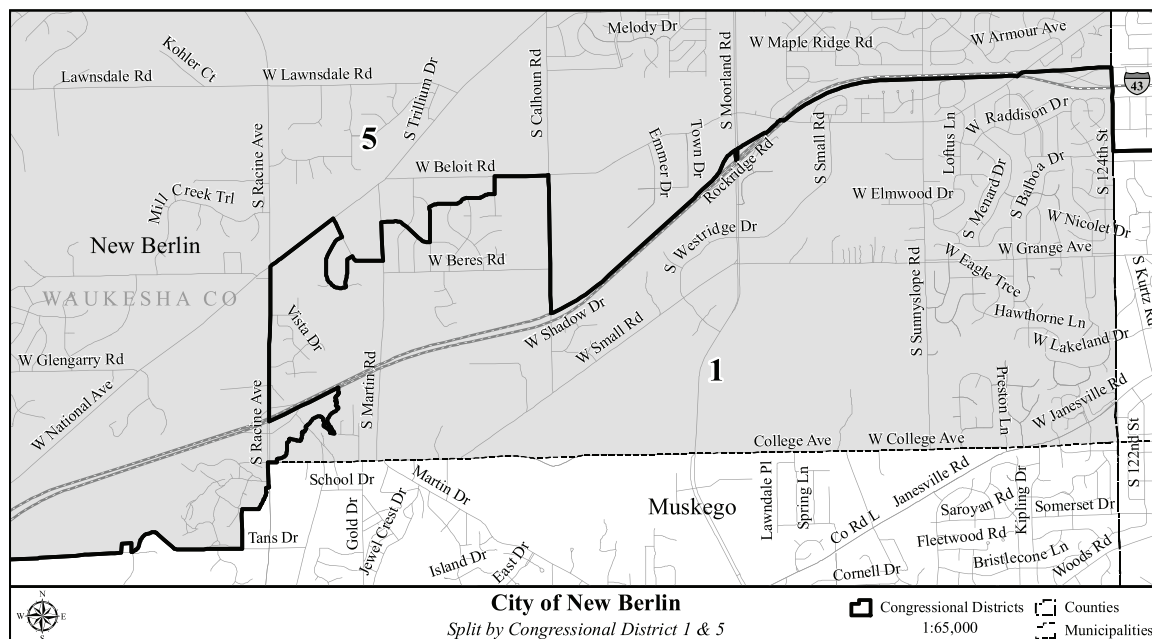 Melody Dr
W Maple Ridge Rd
W Armour Ave
Kohler Ct
Lawnsdale Rd
W Lawnsdale Rd
S Trillium Dr
S Calhoun Rd
S Moorland Rd
43
5
S Racine Ave
W Beloit Rd
Emmer Dr
Town Dr
Rockridge Rd
S Small Rd
Loftus Ln
W Raddison Dr
S 124th St
Mill Creek Trl
W Elmwood Dr
S Menard Dr
S Balboa Dr
W Nicolet Dr
New Berlin
S Westridge Dr
W Grange Ave
W Beres Rd
W Eagle Trce
S Kurtz Rd
WAUKESHA CO
Vista Dr
W Shadow Dr
W Small Rd
S Sunnyslope Rd
Hawthorne Ln
W Lakeland Dr
W Glengarry Rd
S Martin Rd
1
W National Ave
S Racine Ave
Preston Ln
W Janesville Rd
College Ave
W College Ave
S 122nd St
School Dr
Martin Dr
Muskego
Lawndale Pl
Spring Ln
Janesville Rd
Saroyan Rd
Kipling Dr
Somerset Dr
Gold Dr
Jewel Crest Dr
Tans Dr
Co Rd L
Fleetwood Rd
Island Dr
East Dr
Bristlecone Ln
Woods Rd
Cornell Dr
N
W
E
S
City of New Berlin
Split by Congressional District 1 & 5
Congressional Districts
1:65,000
Counties
Municipalities